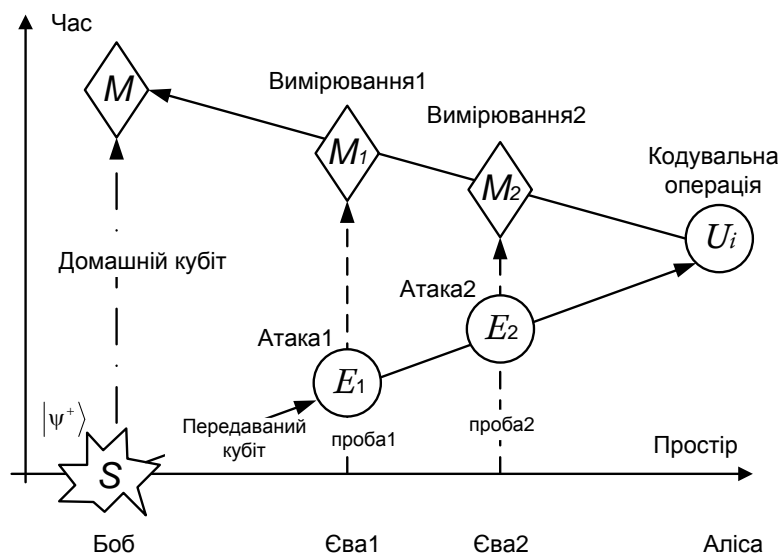 Час
M
Вимірювання1
Вимірювання2
M1
M2
Кодувальна
операція
Ui
Домашній кубіт
Атака2
E2
Атака1
E1
|ψ⁺⟩
Передаваний
кубіт
проба1
проба2
Простір
S
Боб
Єва1
Єва2
Аліса